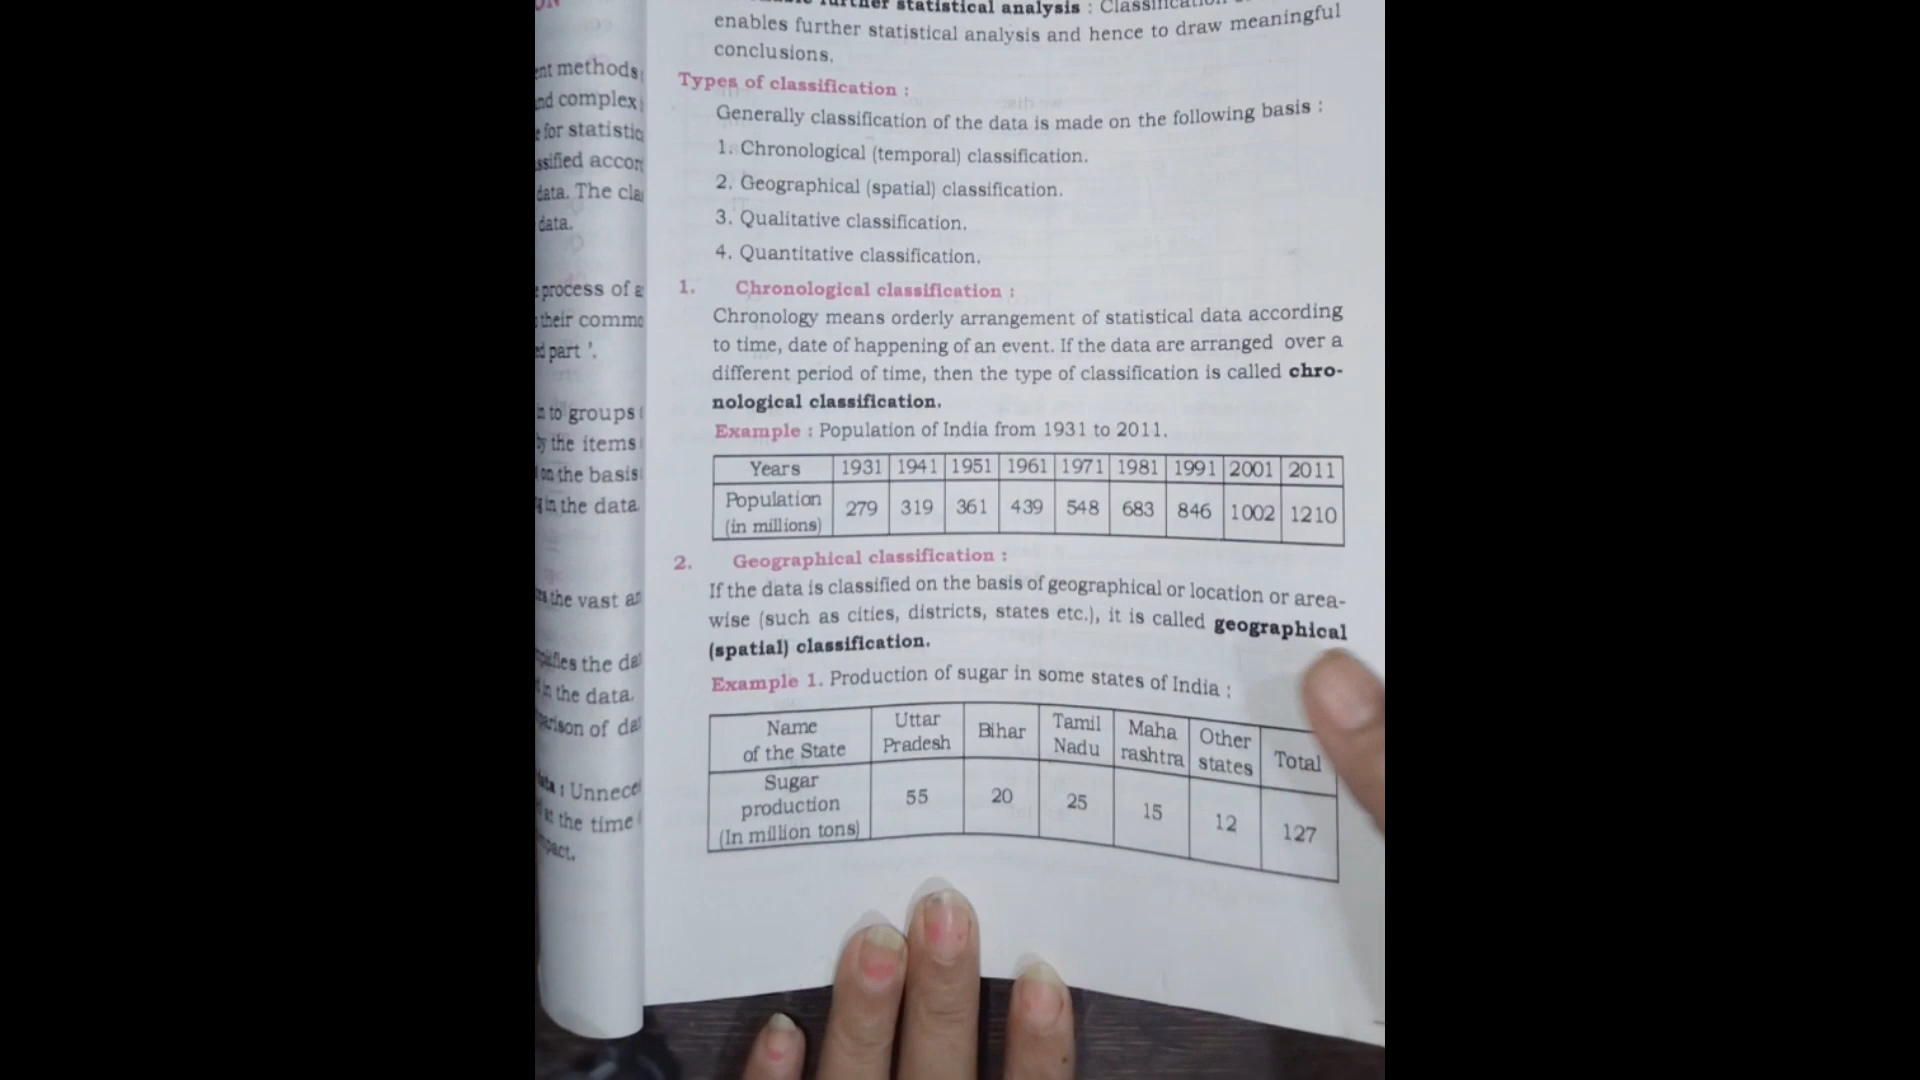 further statistical analysis :
enables further statistical analysis and hence to draw meaningful
conclusions.
Types of classification :
Generally classification of the data is made on the following basis :
1. Chronological (temporal) classification.
2. Geographical (spatial) classification.
3. Qualitative classification.
4. Quantitative classification.
1. Chronological classification :
Chronology means orderly arrangement of statistical data according
to time, date of happening of an event. If the data are arranged over a
different period of time, then the type of classification is called chro-
nological classification.
Example : Population of India from 1931 to 2011.
Years 1931 1941 1951 1961 1971 1981 1991 2001 2011
Population (in millions) 279 319 361 439 548 683 846 1002 1210
2. Geographical classification :
If the data is classified on the basis of geographical or location or area-
wise (such as cities, districts, states etc.), it is called geographical
(spatial) classification.
Example 1. Production of sugar in some states of India :
Name of the State Uttar Pradesh Bihar Tamil Nadu Maha rashtra Other states Total
Sugar production (In million tons) 55 20 25 15 12 127
methods
complex
for statistic
accor
data. The
data.
process of
their
part '.
to groups
the items
on the basis
in the data.
the vast
the
in the data.
of
: Unnece
at the time